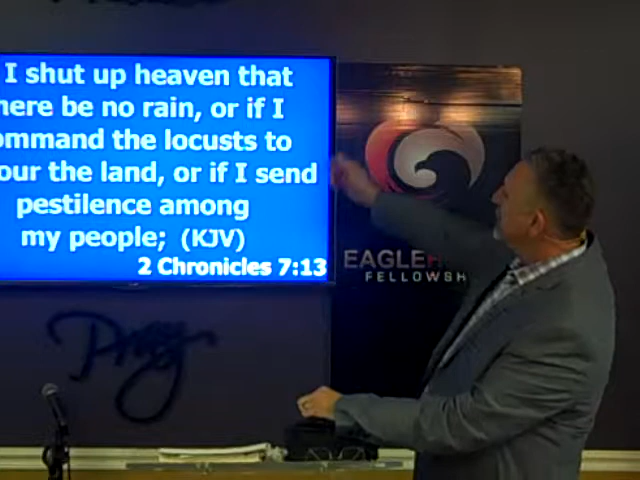 I shut up heaven that
here be no rain, or if I
ommand the locusts to
our the land, or if I send
pestilence among
my people; (KJV)
2 Chronicles 7:13
EAGLEH
FELLOWSH
Pray